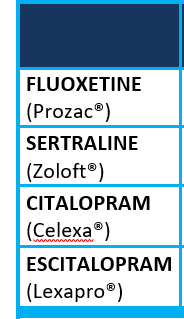 FLUOXETINE
(Prozac®)
SERTRALINE
(Zoloft®)
CITALOPRAM
(Celexa®)
ESCITALOPRAM
(Lexapro®)